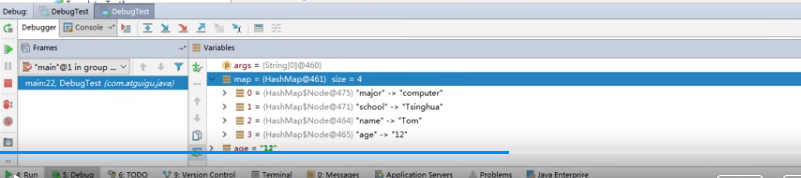 Debug: DebugTest DebugTest
Debugger Console
Frames
Variables
"main"@1 in group ...
main:22, DebugTest (com.atguigu.java)
args = {String[0]@460}
map = {HashMap@461} size = 4
0 = {HashMap$Node@475} "major" -> "computer"
1 = {HashMap$Node@471} "school" -> "Tsinghua"
2 = {HashMap$Node@464} "name" -> "Tom"
3 = {HashMap$Node@465} "age" -> "12"
age = "12"
4: Run 5: Debug 6: TODO 9: Version Control Terminal 0: Messages Application Servers Problems Java Enterprise